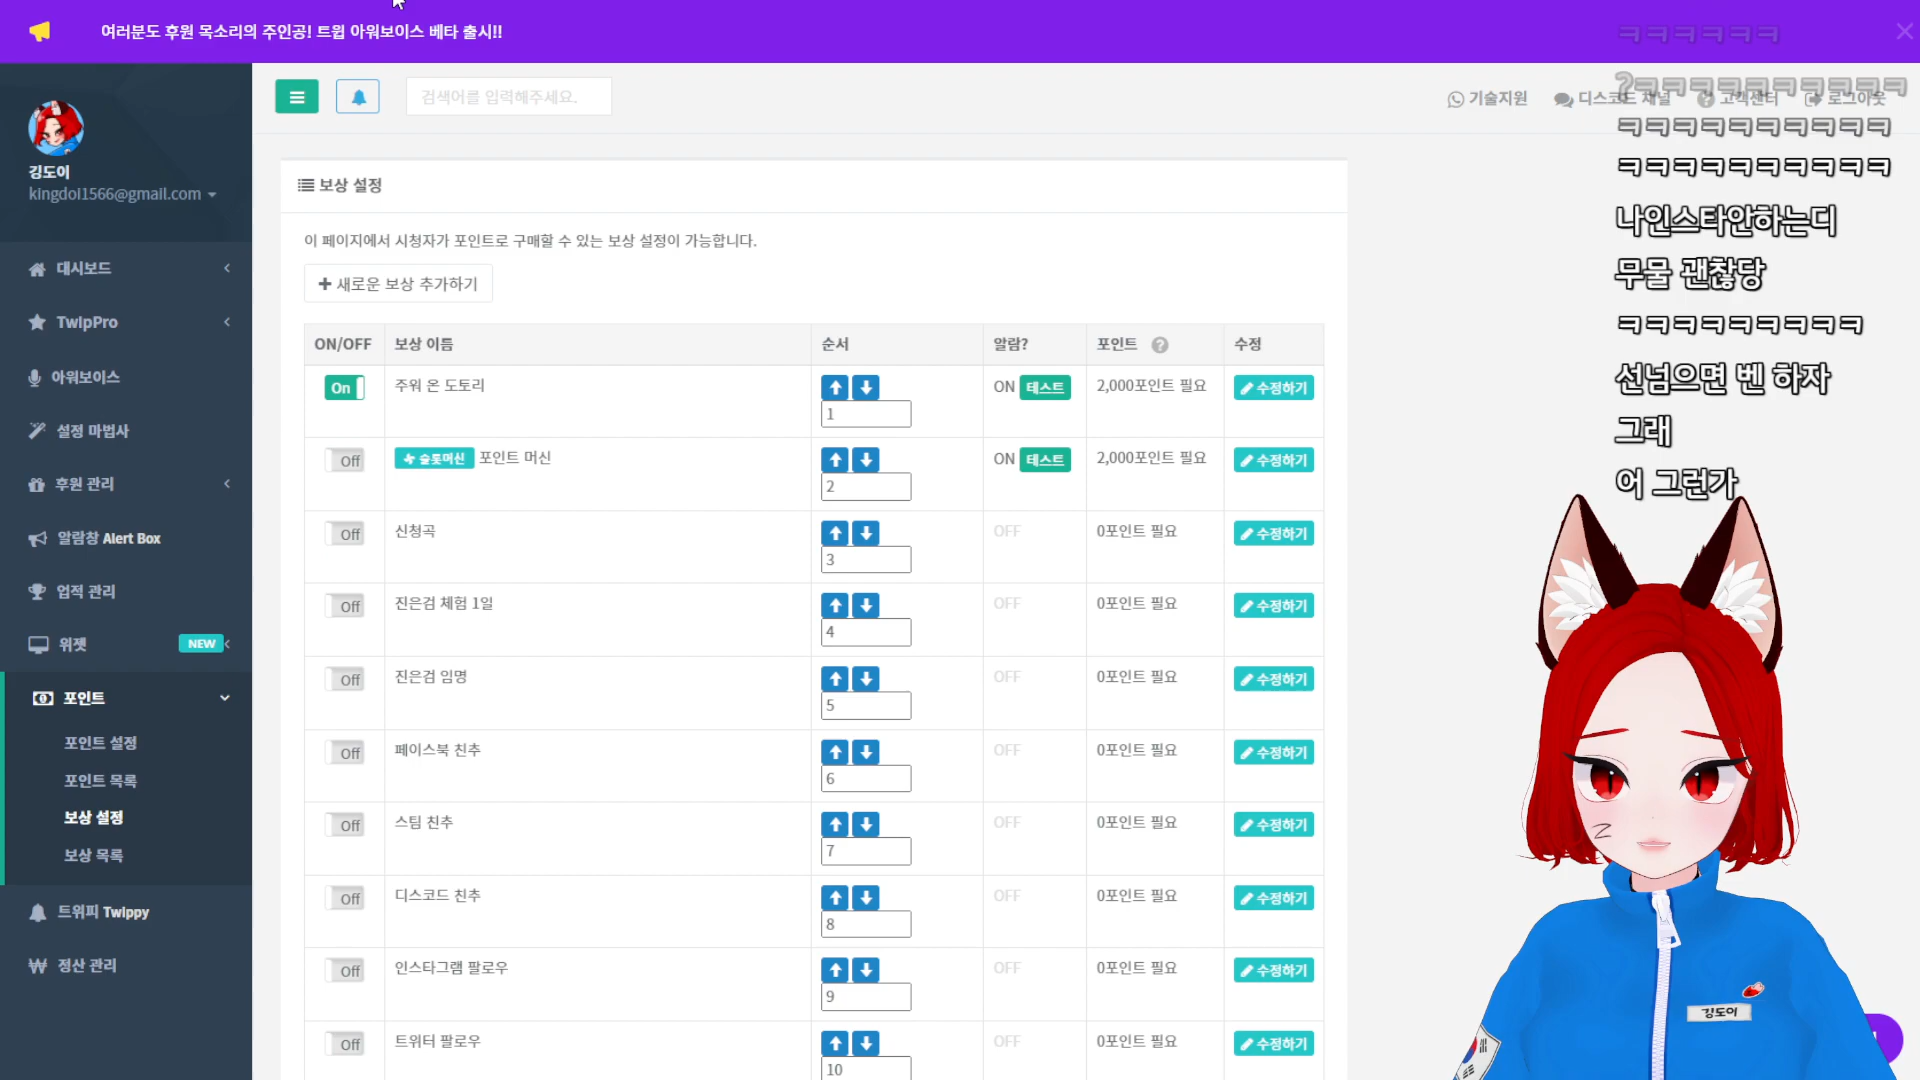 여러분도 후원 목소리의 주인공! 트윕 아워보이스 베타 출시!!
깅도이
kingdol1566@gmail.com
대시보드
TwipPro
아워보이스
설정 마법사
후원 관리
알람창 Alert Box
업적 관리
위젯 NEW
포인트
포인트 설정
포인트 목록
보상 설정
보상 목록
트위피 Twippy
정산 관리
검색어를 입력해주세요.
기술지원 디스코드 채널 고객센터 로그아웃
보상 설정
이 페이지에서 시청자가 포인트로 구매할 수 있는 보상 설정이 가능합니다.
새로운 보상 추가하기
ON/OFF 보상 이름 순서 알람? 포인트 수정
On 주워 온 도토리 1 ON 테스트 2,000포인트 필요 수정하기
Off 슬롯머신 포인트 머신 2 ON 테스트 2,000포인트 필요 수정하기
Off 신청곡 3 OFF 0포인트 필요 수정하기
Off 진은검 체험 1일 4 OFF 0포인트 필요 수정하기
Off 진은검 임명 5 OFF 0포인트 필요 수정하기
Off 페이스북 친추 6 OFF 0포인트 필요 수정하기
Off 스팀 친추 7 OFF 0포인트 필요 수정하기
Off 디스코드 친추 8 OFF 0포인트 필요 수정하기
Off 인스타그램 팔로우 9 OFF 0포인트 필요 수정하기
Off 트위터 팔로우 10 OFF 0포인트 필요 수정하기
ㅋㅋㅋㅋㅋㅋ
?ㅋㅋㅋㅋㅋㅋㅋㅋㅋㅋ
ㅋㅋㅋㅋㅋㅋㅋㅋㅋㅋ
ㅋㅋㅋㅋㅋㅋㅋㅋㅋㅋ
나인스타안하는디
무물 괜찮당
ㅋㅋㅋㅋㅋㅋㅋㅋㅋ
선넘으면 벤 하자
그래
어 그런가
깅도이